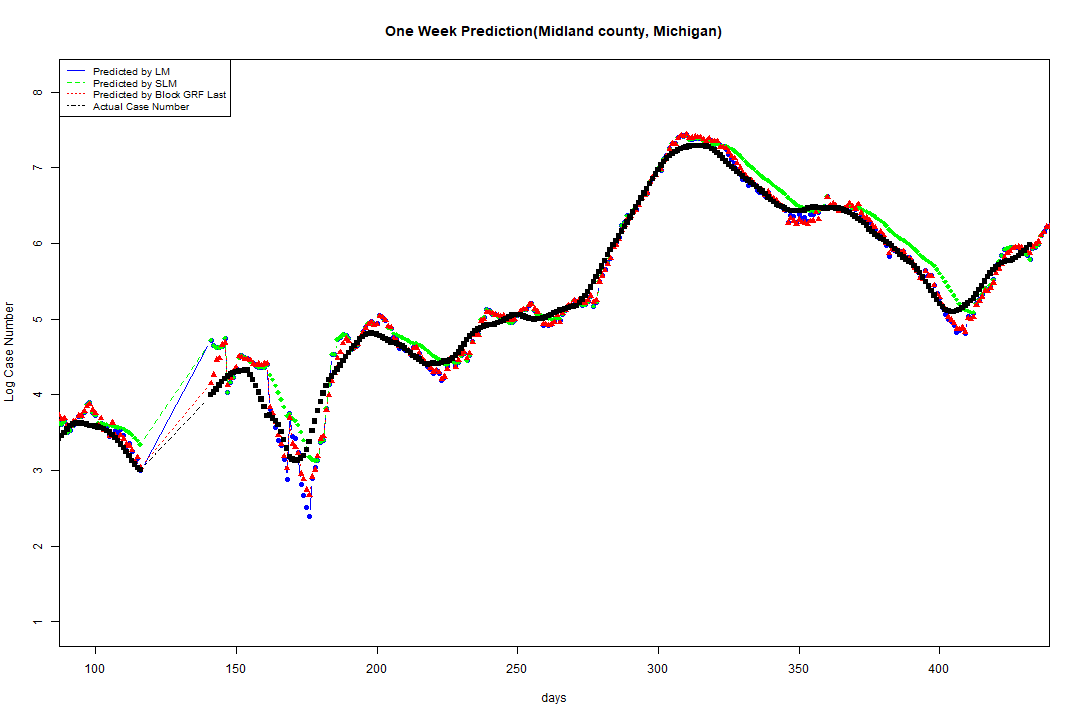 One Week Prediction(Midland county, Michigan)
Predicted by LM
Predicted by SLM
Predicted by Block GRF Last
Actual Case Number
8
7
6
5
4
3
2
1
Log Case Number
100 150 200 250 300 350 400
days